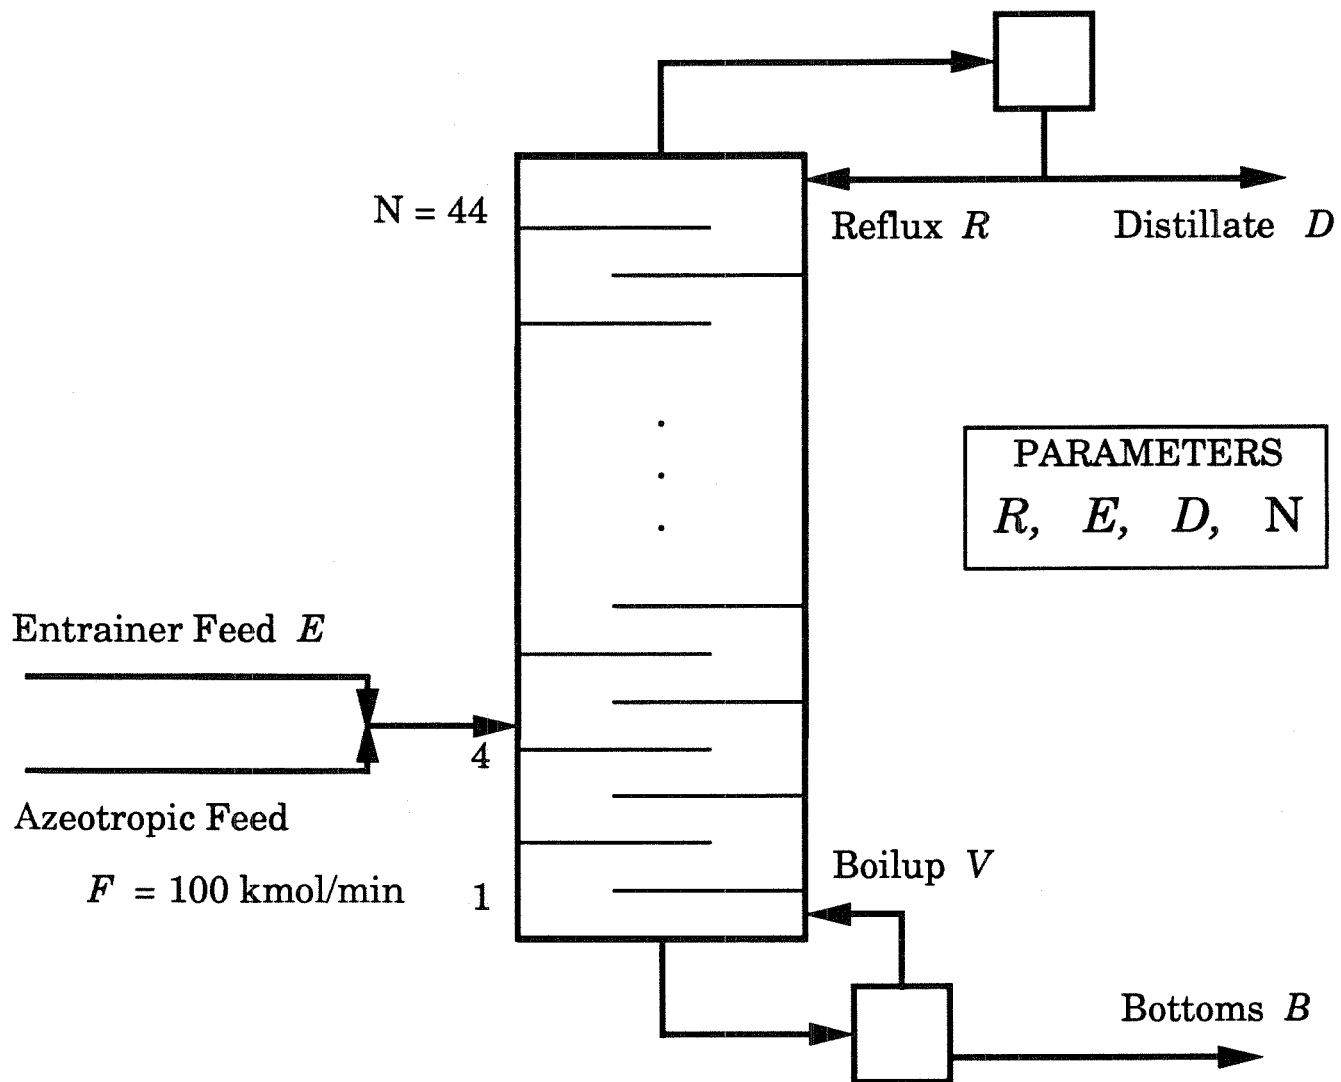 N = 44
Reflux R
Distillate D
PARAMETERS
R, E, D, N
Entrainer Feed E
4
Azeotropic Feed
F = 100 kmol/min
1
Boilup V
Bottoms B